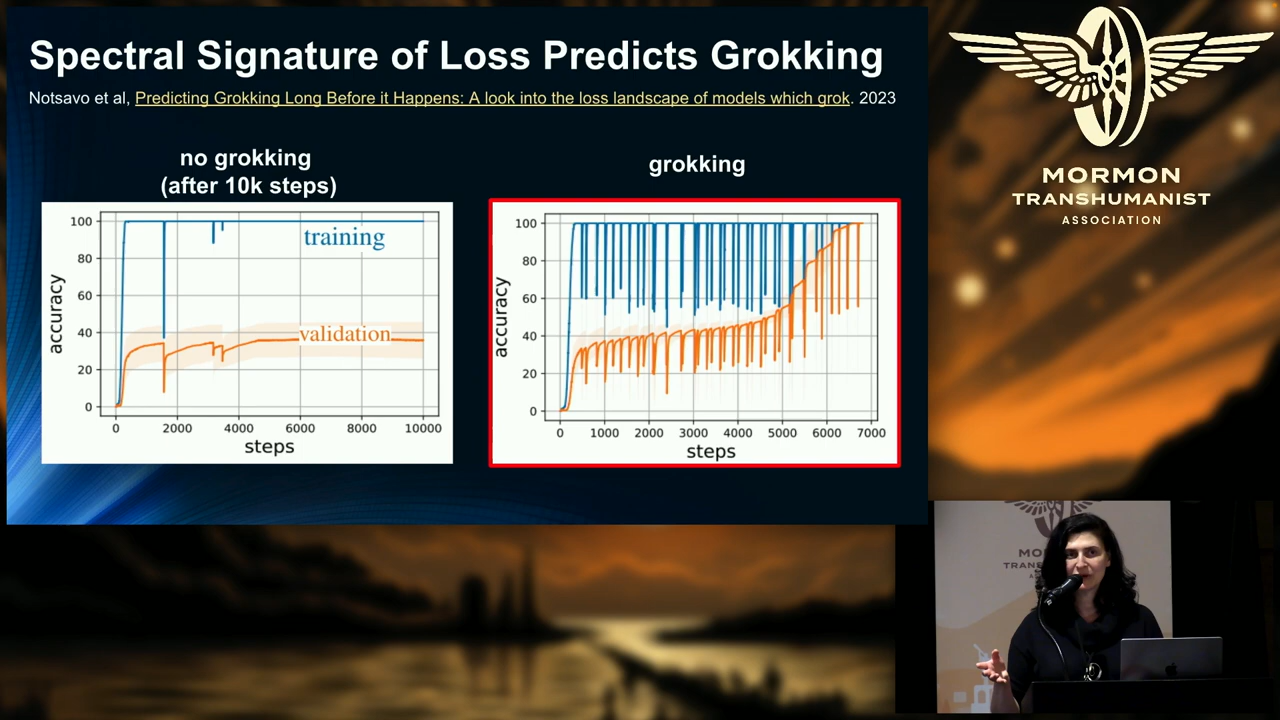 Spectral Signature of Loss Predicts Grokking
Notsavo et al, Predicting Grokking Long Before it Happens: A look into the loss landscape of models which grok. 2023
no grokking
(after 10k steps)
100
80
60
40
20
0
accuracy
training
validation
0 2000 4000 6000 8000 10000
steps
grokking
100
80
60
40
20
0
accuracy
0 1000 2000 3000 4000 5000 6000 7000
steps
MORMON
TRANSHUMANIST
ASSOCIATION
MO
TRANS
A